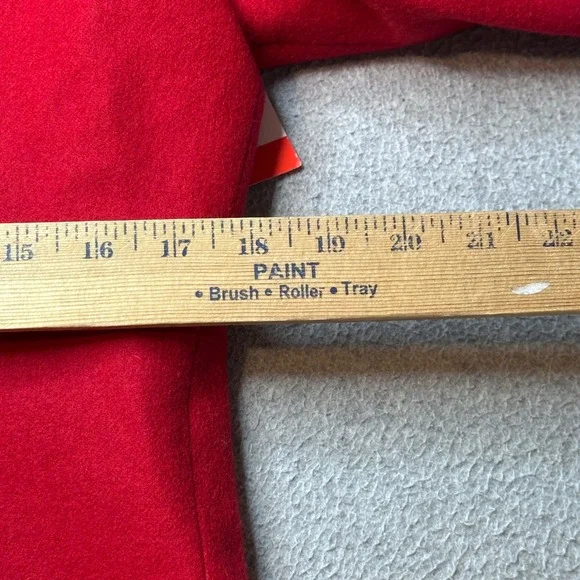 15 16 17 18 19 20 21 22
PAINT
• Brush • Roller • Tray